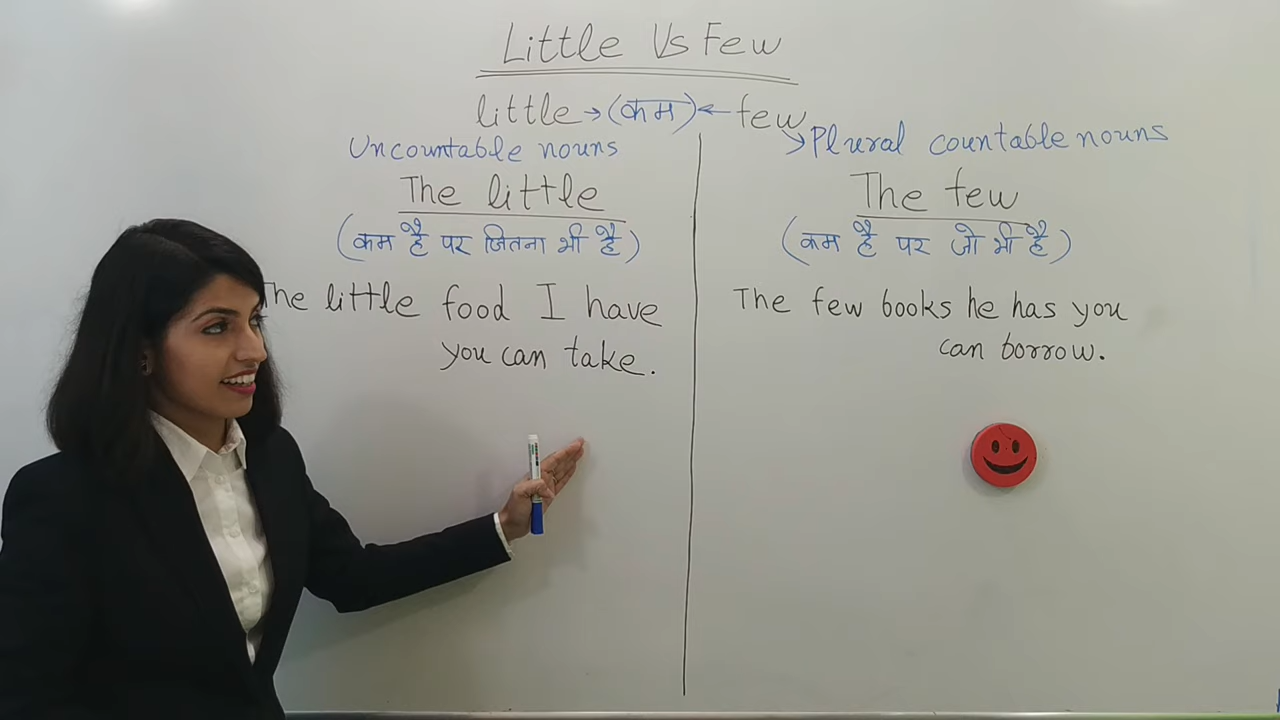 Little Vs Few
little → (कम) ← few
Uncountable nouns
The little
(कम है पर जितना भी है)
The little food I have
you can take.
→ Plural countable nouns
The few
(कम है पर जो भी है)
The few books he has you
can borrow.